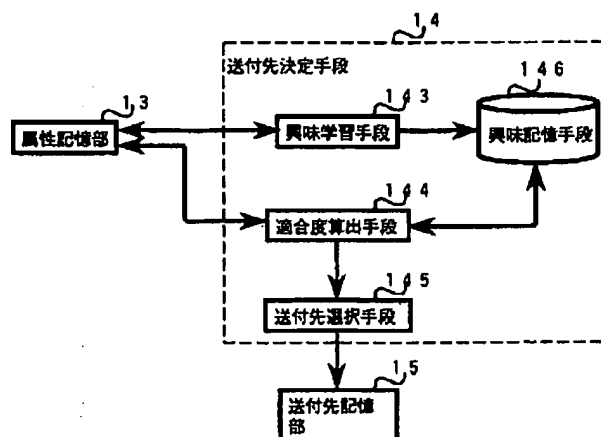 14
送付先決定手段
146
13
143
属性記憶部
興味学習手段
興味記憶手段
144
適合度算出手段
145
送付先選択手段
15
送付先記憶
部